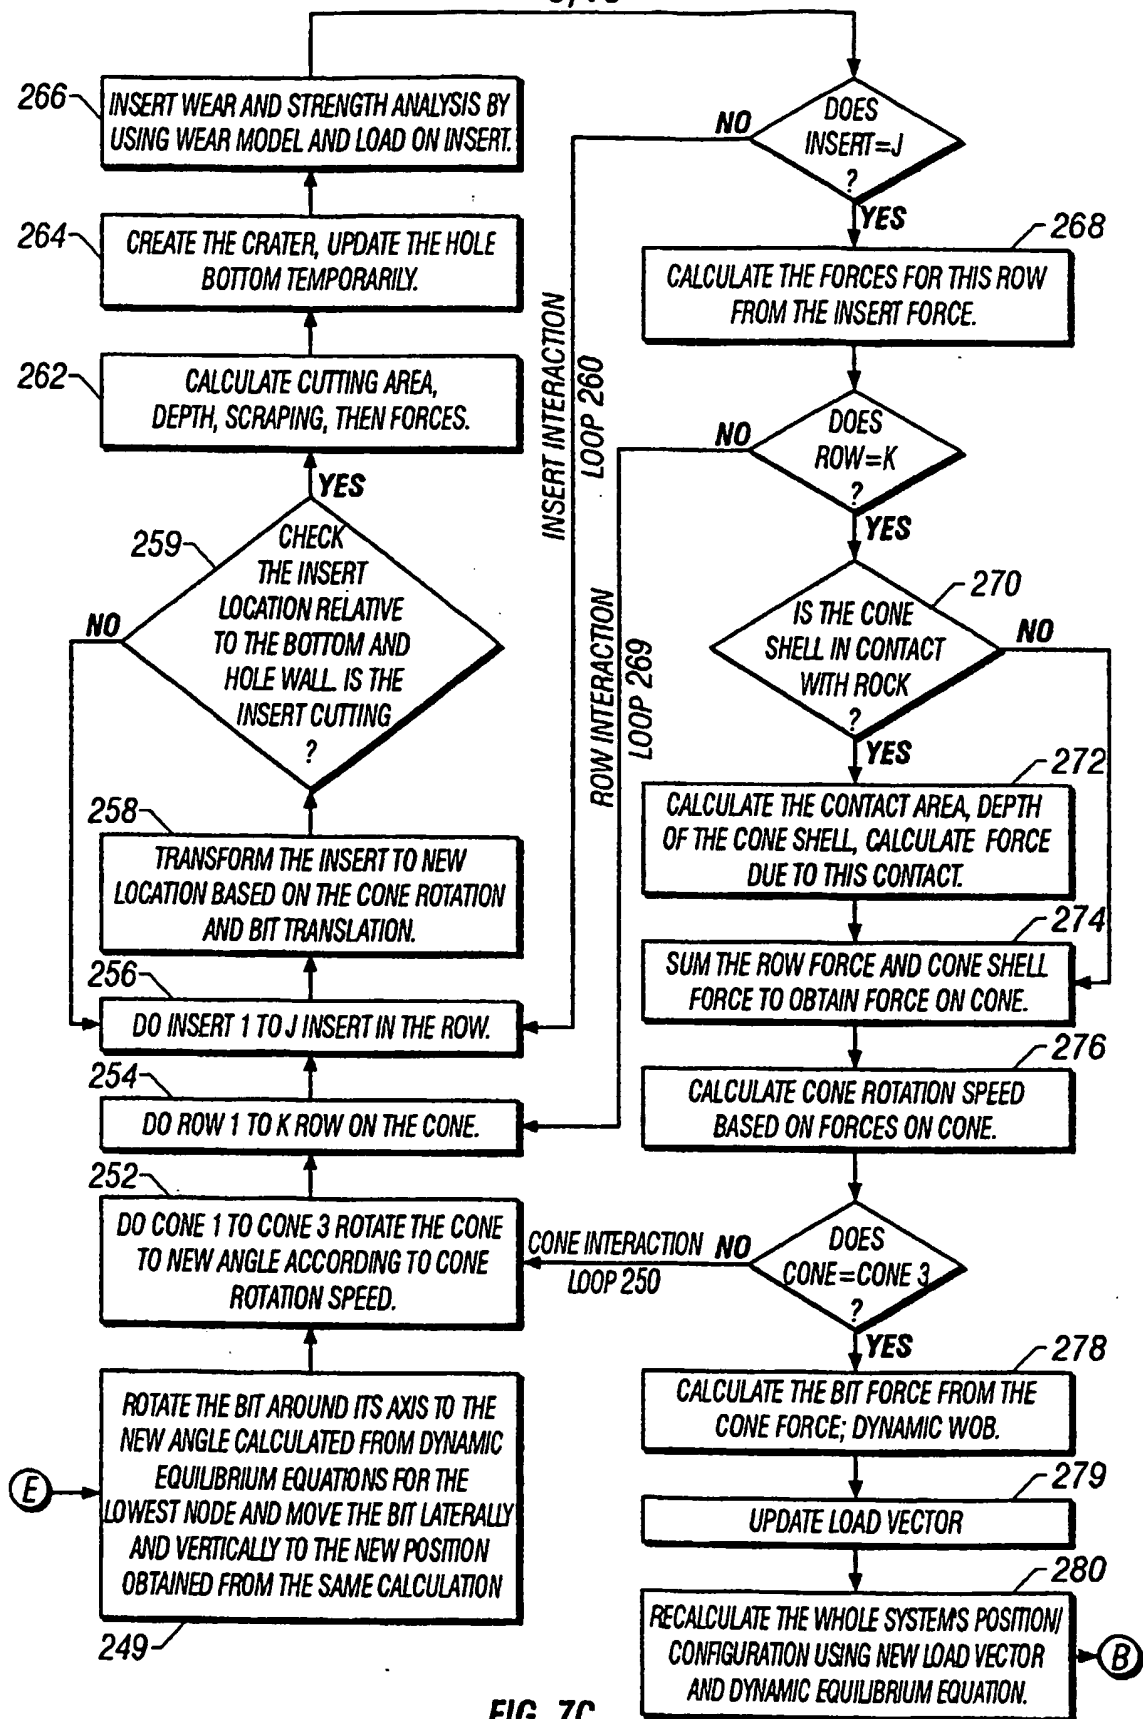 266
INSERT WEAR AND STRENGTH ANALYSIS BY
USING WEAR MODEL AND LOAD ON INSERT.
264
CREATE THE CRATER, UPDATE THE HOLE
BOTTOM TEMPORARILY.
262
CALCULATE CUTTING AREA,
DEPTH, SCRAPING, THEN FORCES.
YES
259
CHECK
THE INSERT
LOCATION RELATIVE
TO THE BOTTOM AND
HOLE WALL. IS THE
INSERT CUTTING
?
NO
258
TRANSFORM THE INSERT TO NEW
LOCATION BASED ON THE CONE ROTATION
AND BIT TRANSLATION.
256
DO INSERT 1 TO J INSERT IN THE ROW.
254
DO ROW 1 TO K ROW ON THE CONE.
252
DO CONE 1 TO CONE 3 ROTATE THE CONE
TO NEW ANGLE ACCORDING TO CONE
ROTATION SPEED.
E
ROTATE THE BIT AROUND ITS AXIS TO THE
NEW ANGLE CALCULATED FROM DYNAMIC
EQUILIBRIUM EQUATIONS FOR THE
LOWEST NODE AND MOVE THE BIT LATERALLY
AND VERTICALLY TO THE NEW POSITION
OBTAINED FROM THE SAME CALCULATION
249
INSERT INTERACTION
LOOP 260
ROW INTERACTION
LOOP 269
CONE INTERACTION
LOOP 250
NO
DOES
INSERT=J
?
YES
268
CALCULATE THE FORCES FOR THIS ROW
FROM THE INSERT FORCE.
NO
DOES
ROW=K
?
YES
270
IS THE CONE
SHELL IN CONTACT
WITH ROCK
?
NO
YES
272
CALCULATE THE CONTACT AREA, DEPTH
OF THE CONE SHELL, CALCULATE FORCE
DUE TO THIS CONTACT.
274
SUM THE ROW FORCE AND CONE SHELL
FORCE TO OBTAIN FORCE ON CONE.
276
CALCULATE CONE ROTATION SPEED
BASED ON FORCES ON CONE.
NO
DOES
CONE=CONE 3
?
YES
278
CALCULATE THE BIT FORCE FROM THE
CONE FORCE; DYNAMIC WOB.
279
UPDATE LOAD VECTOR
280
RECALCULATE THE WHOLE SYSTEM'S POSITION/
CONFIGURATION USING NEW LOAD VECTOR
AND DYNAMIC EQUILIBRIUM EQUATION.
B
FIG. 7C